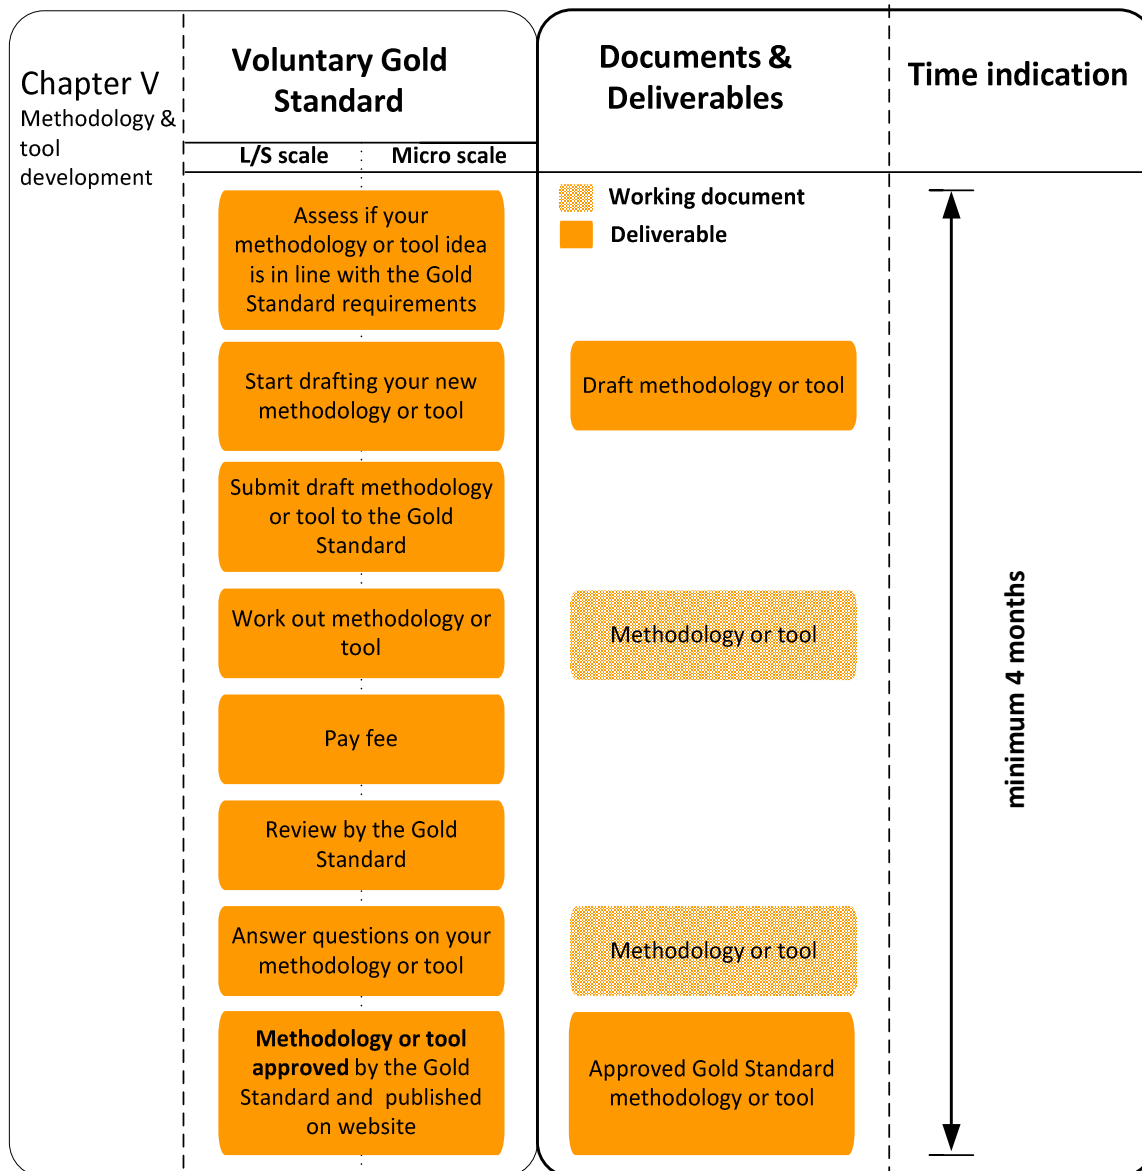 Chapter V
Methodology &
tool
development
Voluntary Gold
Standard
L/S scale
Micro scale
Documents &
Deliverables
Time indication
Working document
Deliverable
Assess if your
methodology or tool idea
is in line with the Gold
Standard requirements
Start drafting your new
methodology or tool
Draft methodology or tool
Submit draft methodology
or tool to the Gold
Standard
Work out methodology or
tool
Methodology or tool
Pay fee
Review by the Gold
Standard
Answer questions on your
methodology or tool
Methodology or tool
Methodology or tool
approved by the Gold
Standard and  published
on website
Approved Gold Standard
methodology or tool
minimum 4 months